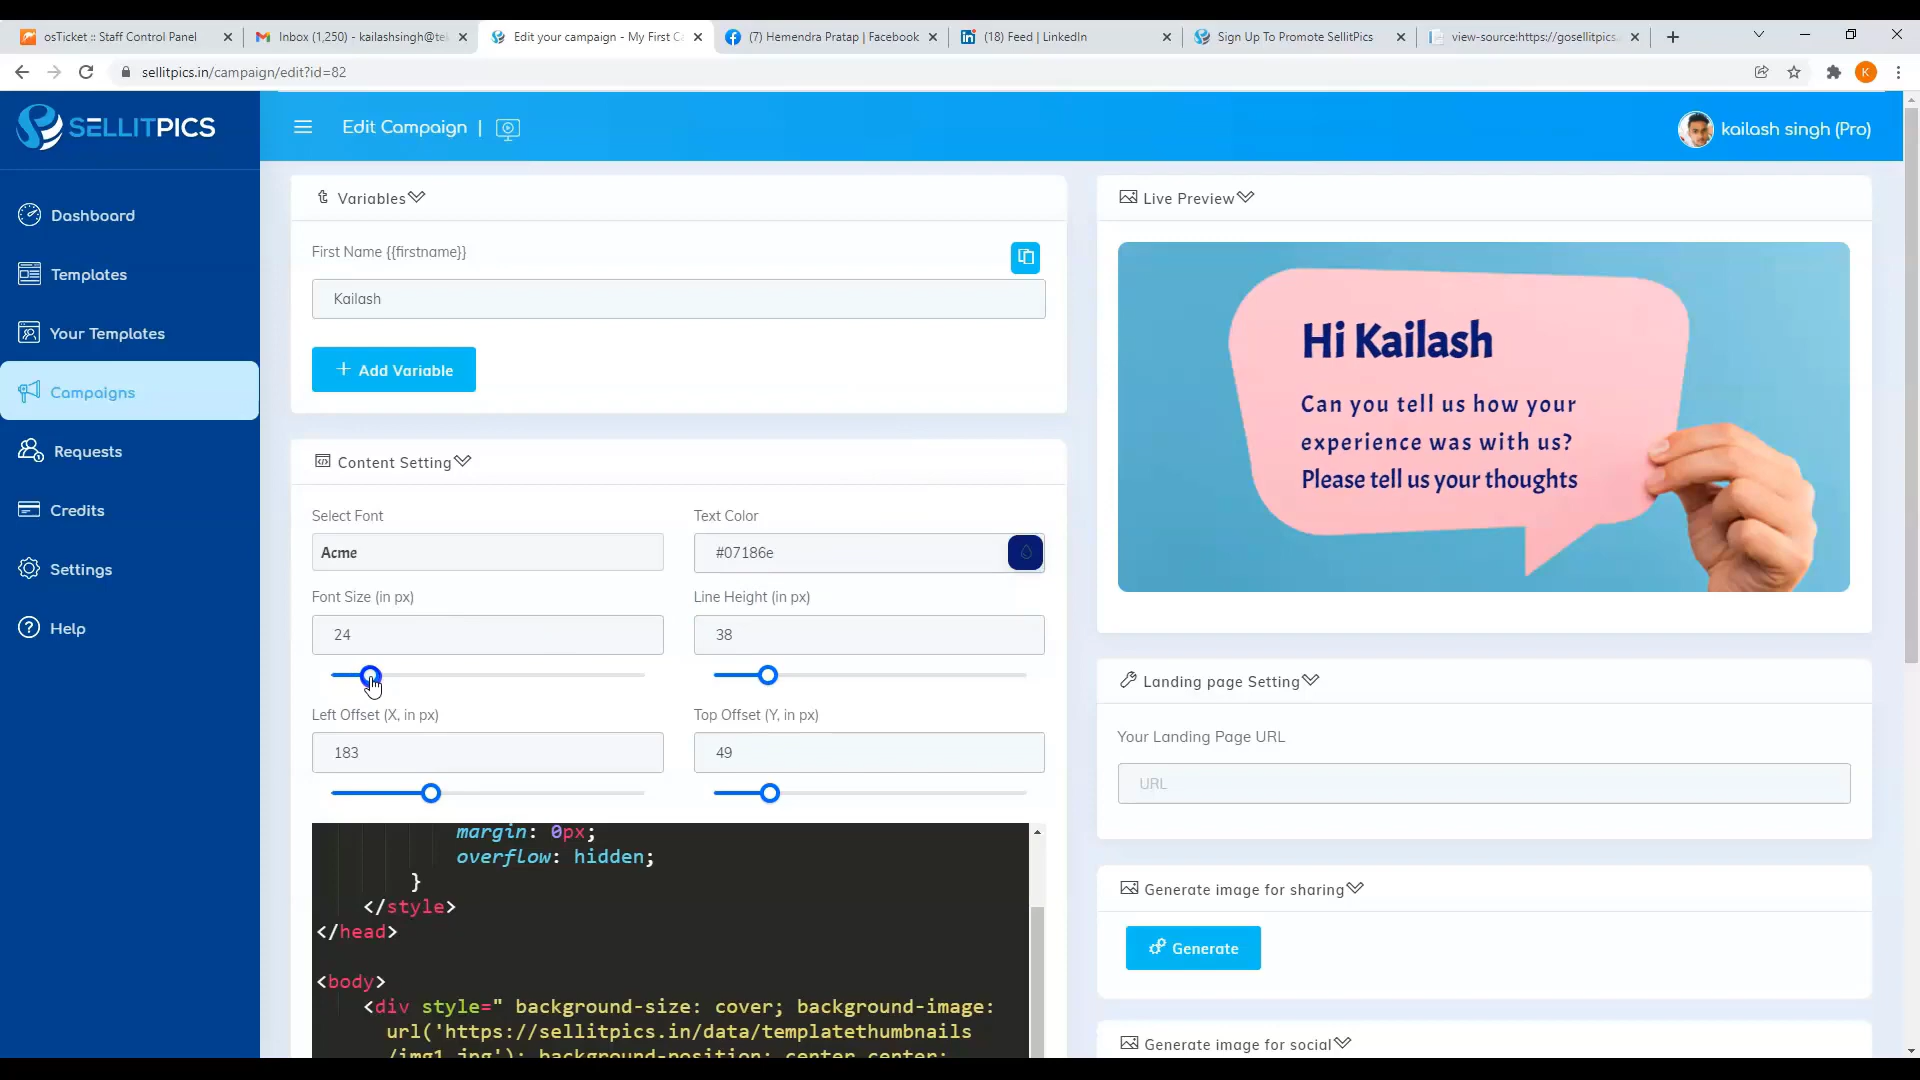 osTicket :: Staff Control Panel
Inbox (1,250) - kailashsingh@te
Edit your campaign - My First C
(7) Hemendra Pratap | Facebook
(18) Feed | LinkedIn
Sign Up To Promote SellitPics
view-source:https://gosellitpics.
sellitpics.in/campaign/edit?id=82
K
SELLITPICS
Edit Campaign |
kailash singh (Pro)
Dashboard
Templates
Your Templates
Campaigns
Requests
Credits
Settings
Help
Variables
First Name {{firstname}}
Kailash
+ Add Variable
Content Setting
Select Font
Text Color
Acme
#07186e
Font Size (in px)
Line Height (in px)
24
38
Left Offset (X, in px)
Top Offset (Y, in px)
183
49
margin: 0px;
overflow: hidden;
}
</style>
</head>
<body>
<div style=" background-size: cover; background-image:
url('https://sellitpics.in/data/templatethumbnails
/img1.jpg'); background-position: center center;
Live Preview
Hi Kailash
Can you tell us how your
experience was with us?
Please tell us your thoughts
Landing page Setting
Your Landing Page URL
URL
Generate image for sharing
Generate
Generate image for social